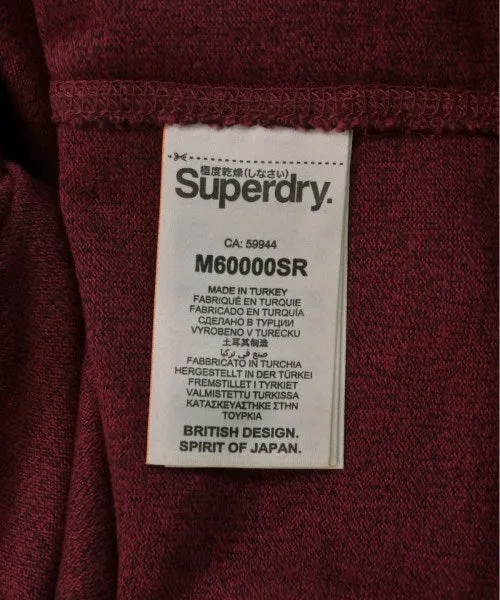 極度乾燥(しなさい)
Superdry.
CA: 59944
M60000SR
MADE IN TURKEY
FABRIQUÉ EN TURQUIE
FABRICADO EN TURQUÍA
СДЕЛАНО В ТУРЦИИ
VYROBENO V TURECKU
土耳其制造
صنع في تركيا
FABBRICATO IN TURCHIA
HERGESTELLT IN DER TÜRKEI
FREMSTILLET I TYRKIET
VALMISTETTU TURKISSA
ΚΑΤΑΣΚΕΥΑΣΤΗΚΕ ΣΤΗΝ
ΤΟΥΡΚΙΑ
BRITISH DESIGN.
SPIRIT OF JAPAN.